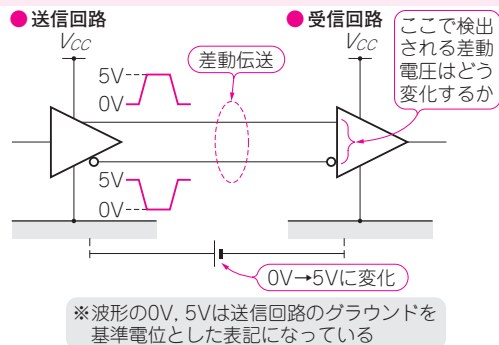 ●送信回路
●受信回路
VCC
VCC
5V
0V
差動伝送
ここで検出
される差動
電圧はどう
変化するか
5V
0V
0V→5Vに変化
※波形の0V, 5Vは送信回路のグラウンドを
基準電位とした表記になっている